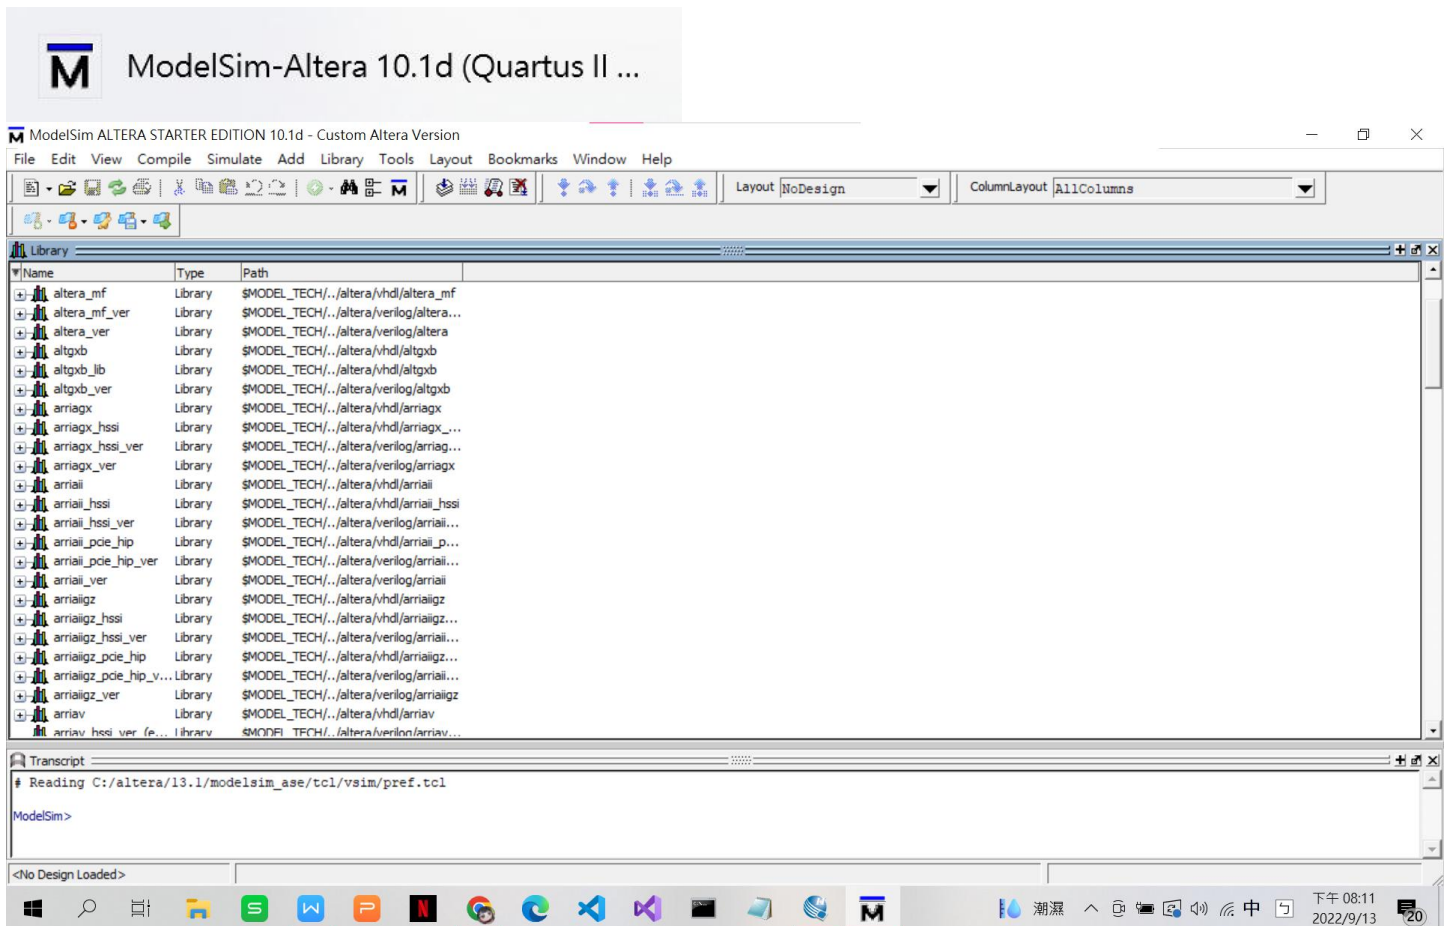 ModelSim-Altera 10.1d (Quartus II ...
ModelSim ALTERA STARTER EDITION 10.1d - Custom Altera Version
File Edit View Compile Simulate Add Library Tools Layout Bookmarks Window Help
Layout NoDesign ColumnLayout AllColumns
Library
Name Type Path
altera_mf Library $MODEL_TECH/../altera/vhdl/altera_mf
altera_mf_ver Library $MODEL_TECH/../altera/verilog/altera...
altera_ver Library $MODEL_TECH/../altera/verilog/altera
altgxb Library $MODEL_TECH/../altera/vhdl/altgxb
altgxb_lib Library $MODEL_TECH/../altera/vhdl/altgxb
altgxb_ver Library $MODEL_TECH/../altera/verilog/altgxb
arriagx Library $MODEL_TECH/../altera/vhdl/arriagx
arriagx_hssi Library $MODEL_TECH/../altera/vhdl/arriagx_...
arriagx_hssi_ver Library $MODEL_TECH/../altera/verilog/arriag...
arriagx_ver Library $MODEL_TECH/../altera/verilog/arriagx
arriaii Library $MODEL_TECH/../altera/vhdl/arriaii
arriaii_hssi Library $MODEL_TECH/../altera/vhdl/arriaii_hssi
arriaii_hssi_ver Library $MODEL_TECH/../altera/verilog/arriaii...
arriaii_pcie_hip Library $MODEL_TECH/../altera/vhdl/arriaii_p...
arriaii_pcie_hip_ver Library $MODEL_TECH/../altera/verilog/arriaii...
arriaii_ver Library $MODEL_TECH/../altera/verilog/arriaii
arriaiigz Library $MODEL_TECH/../altera/vhdl/arriaiigz
arriaiigz_hssi Library $MODEL_TECH/../altera/vhdl/arriaiigz...
arriaiigz_hssi_ver Library $MODEL_TECH/../altera/verilog/arriaii...
arriaiigz_pcie_hip Library $MODEL_TECH/../altera/vhdl/arriaiigz...
arriaiigz_pcie_hip_v... Library $MODEL_TECH/../altera/verilog/arriaii...
arriaiigz_ver Library $MODEL_TECH/../altera/verilog/arriaiigz
arriav Library $MODEL_TECH/../altera/vhdl/arriav
arriav_hssi_ver (e... Library $MODEL_TECH/../altera/verilog/arriav...
Transcript
# Reading C:/altera/13.1/modelsim_ase/tcl/vsim/pref.tcl
ModelSim>
<No Design Loaded>
潮濕 中 ㄅ 下午 08:11
2022/9/13 20